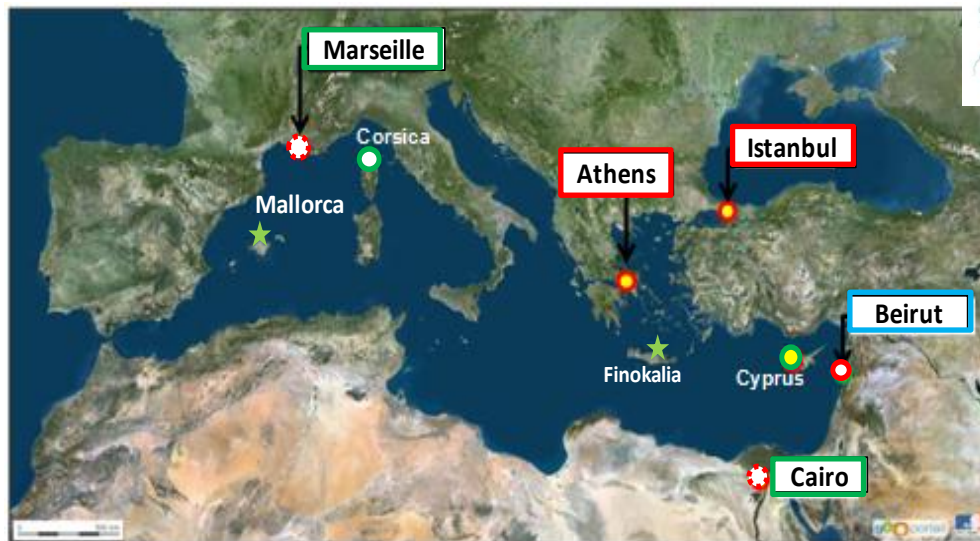 Marseille
Corsica
Istanbul
Athens
Mallorca
Beirut
Finokalia
Cyprus
Cairo